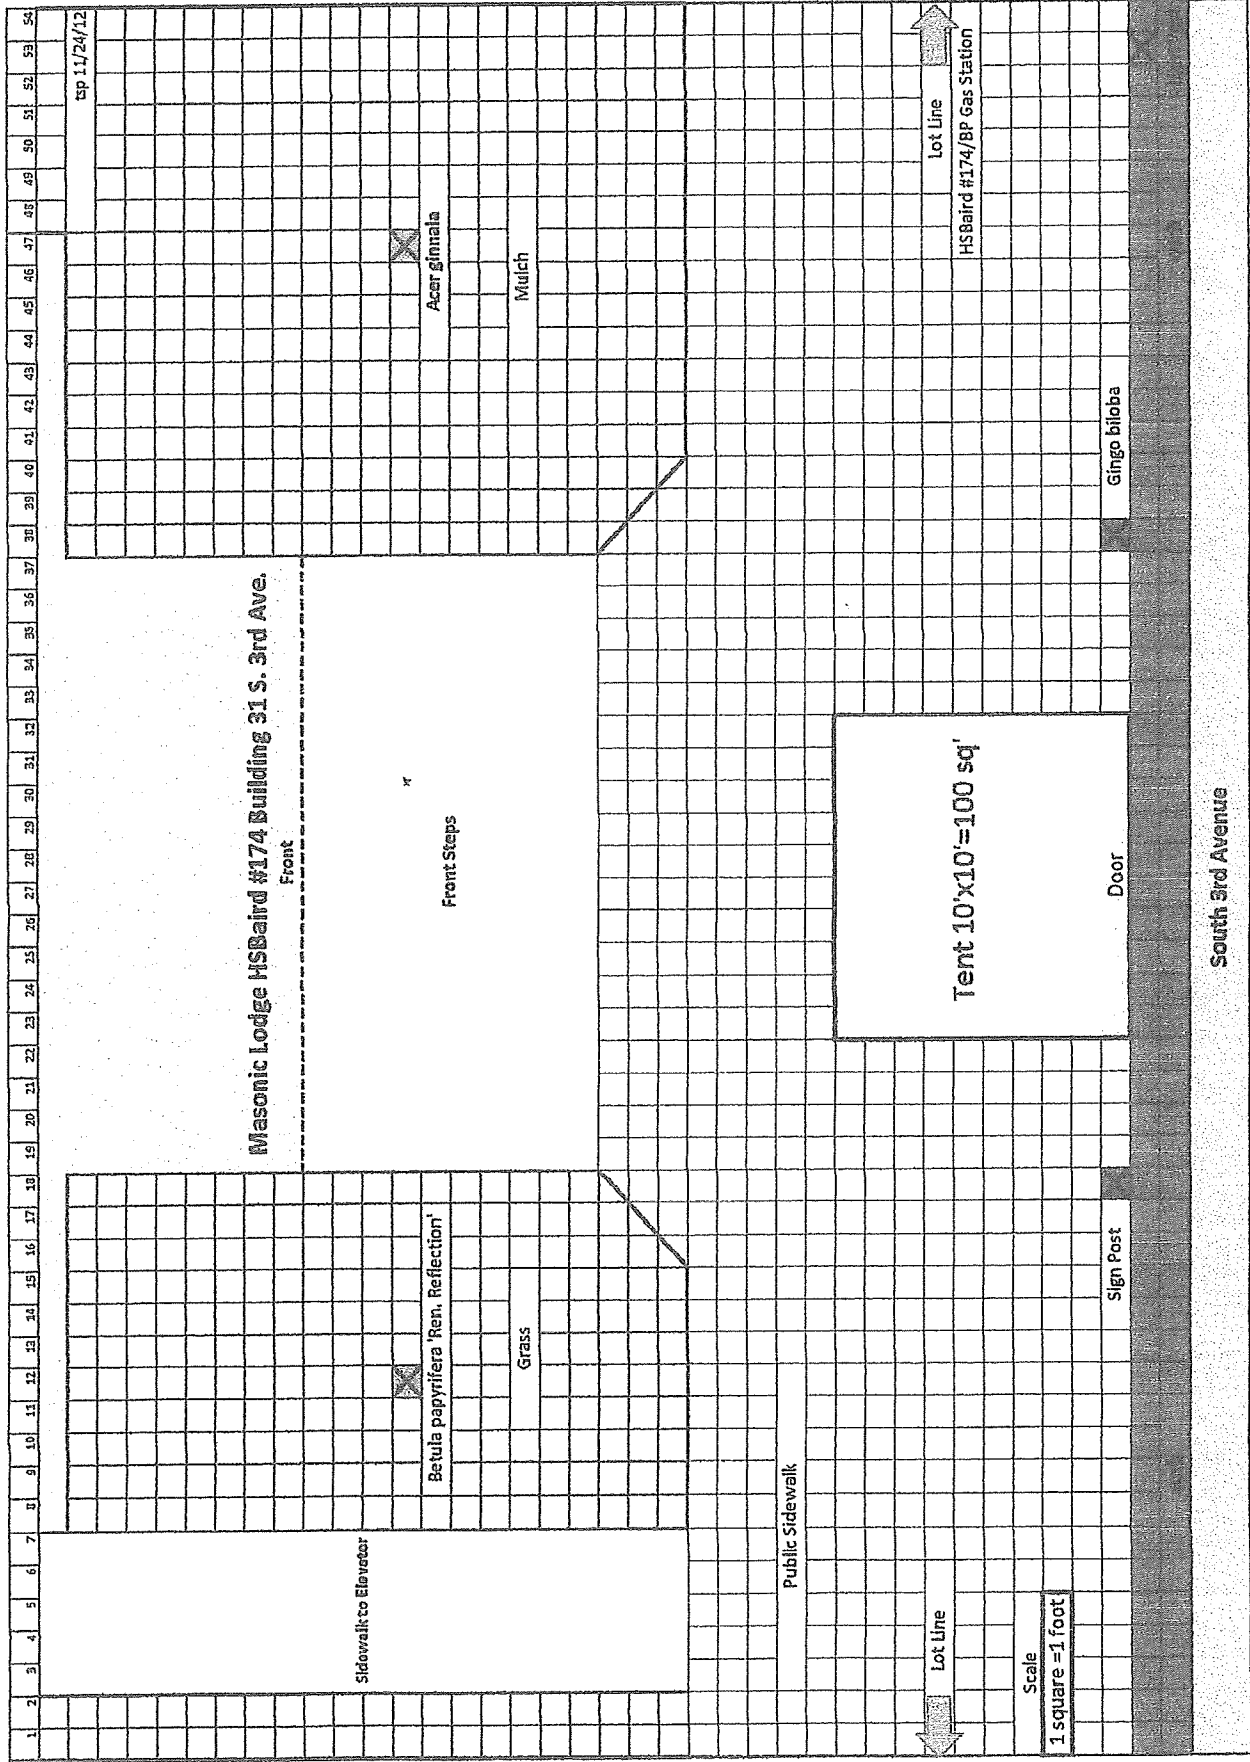 1 2 3 4 5 6 7 8 9 10 11 12 13 14 15 16 17 18 19 20 21 22 23 24 25 26 27 28 29 30 31 32 33 34 35 36 37 38 39 40 41 42 43 44 45 46 47 48 49 50 51 52 53 54
tsp 11/24/12
Masonic Lodge HSBaird #174 Building 31 S. 3rd Ave.
Front
Sidewalk to Elevator
Betula papyrifera 'Ren. Reflection'
Grass
Front Steps
Acer ginnala
Mulch
Public Sidewalk
Lot Line
Tent 10'x10'=100 sq'
Door
Lot Line
HSBaird #174/BP Gas Station
Scale
1 square =1 foot
Sign Post
Gingo biloba
South 3rd Avenue